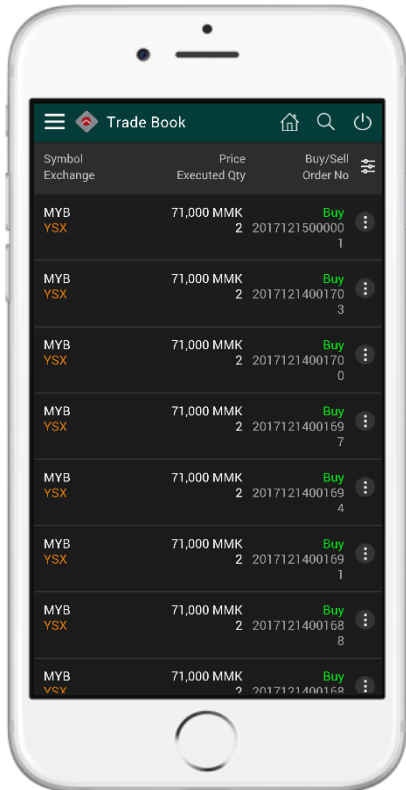 Trade Book
Symbol Price Buy/Sell
Exchange Executed Qty Order No
MYB 71,000 MMK Buy
YSX 2 2017121500000
1
MYB 71,000 MMK Buy
YSX 2 2017121400170
3
MYB 71,000 MMK Buy
YSX 2 2017121400170
0
MYB 71,000 MMK Buy
YSX 2 2017121400169
7
MYB 71,000 MMK Buy
YSX 2 2017121400169
4
MYB 71,000 MMK Buy
YSX 2 2017121400169
1
MYB 71,000 MMK Buy
YSX 2 2017121400168
8
MYB 71,000 MMK Buy
YSX 2 2017121400168